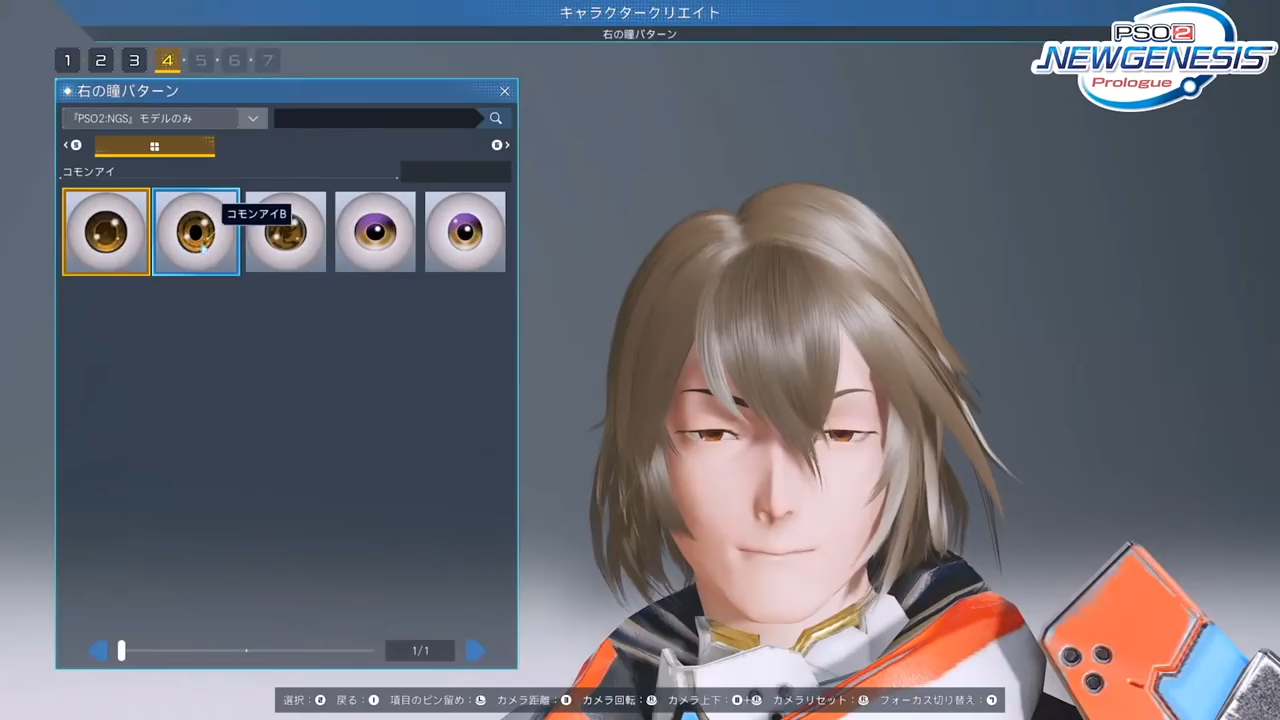 キャラクタークリエイト
右の瞳パターン
PSO2
NEWGENESIS
Prologue
1 2 3 4 5 6 7
右の瞳パターン
『PSO2:NGS』モデルのみ
コモンアイ
コモンアイB
1/1
選択: 戻る: 項目のピン留め: カメラ距離: カメラ回転: カメラ上下: + カメラリセット: フォーカス切り替え: